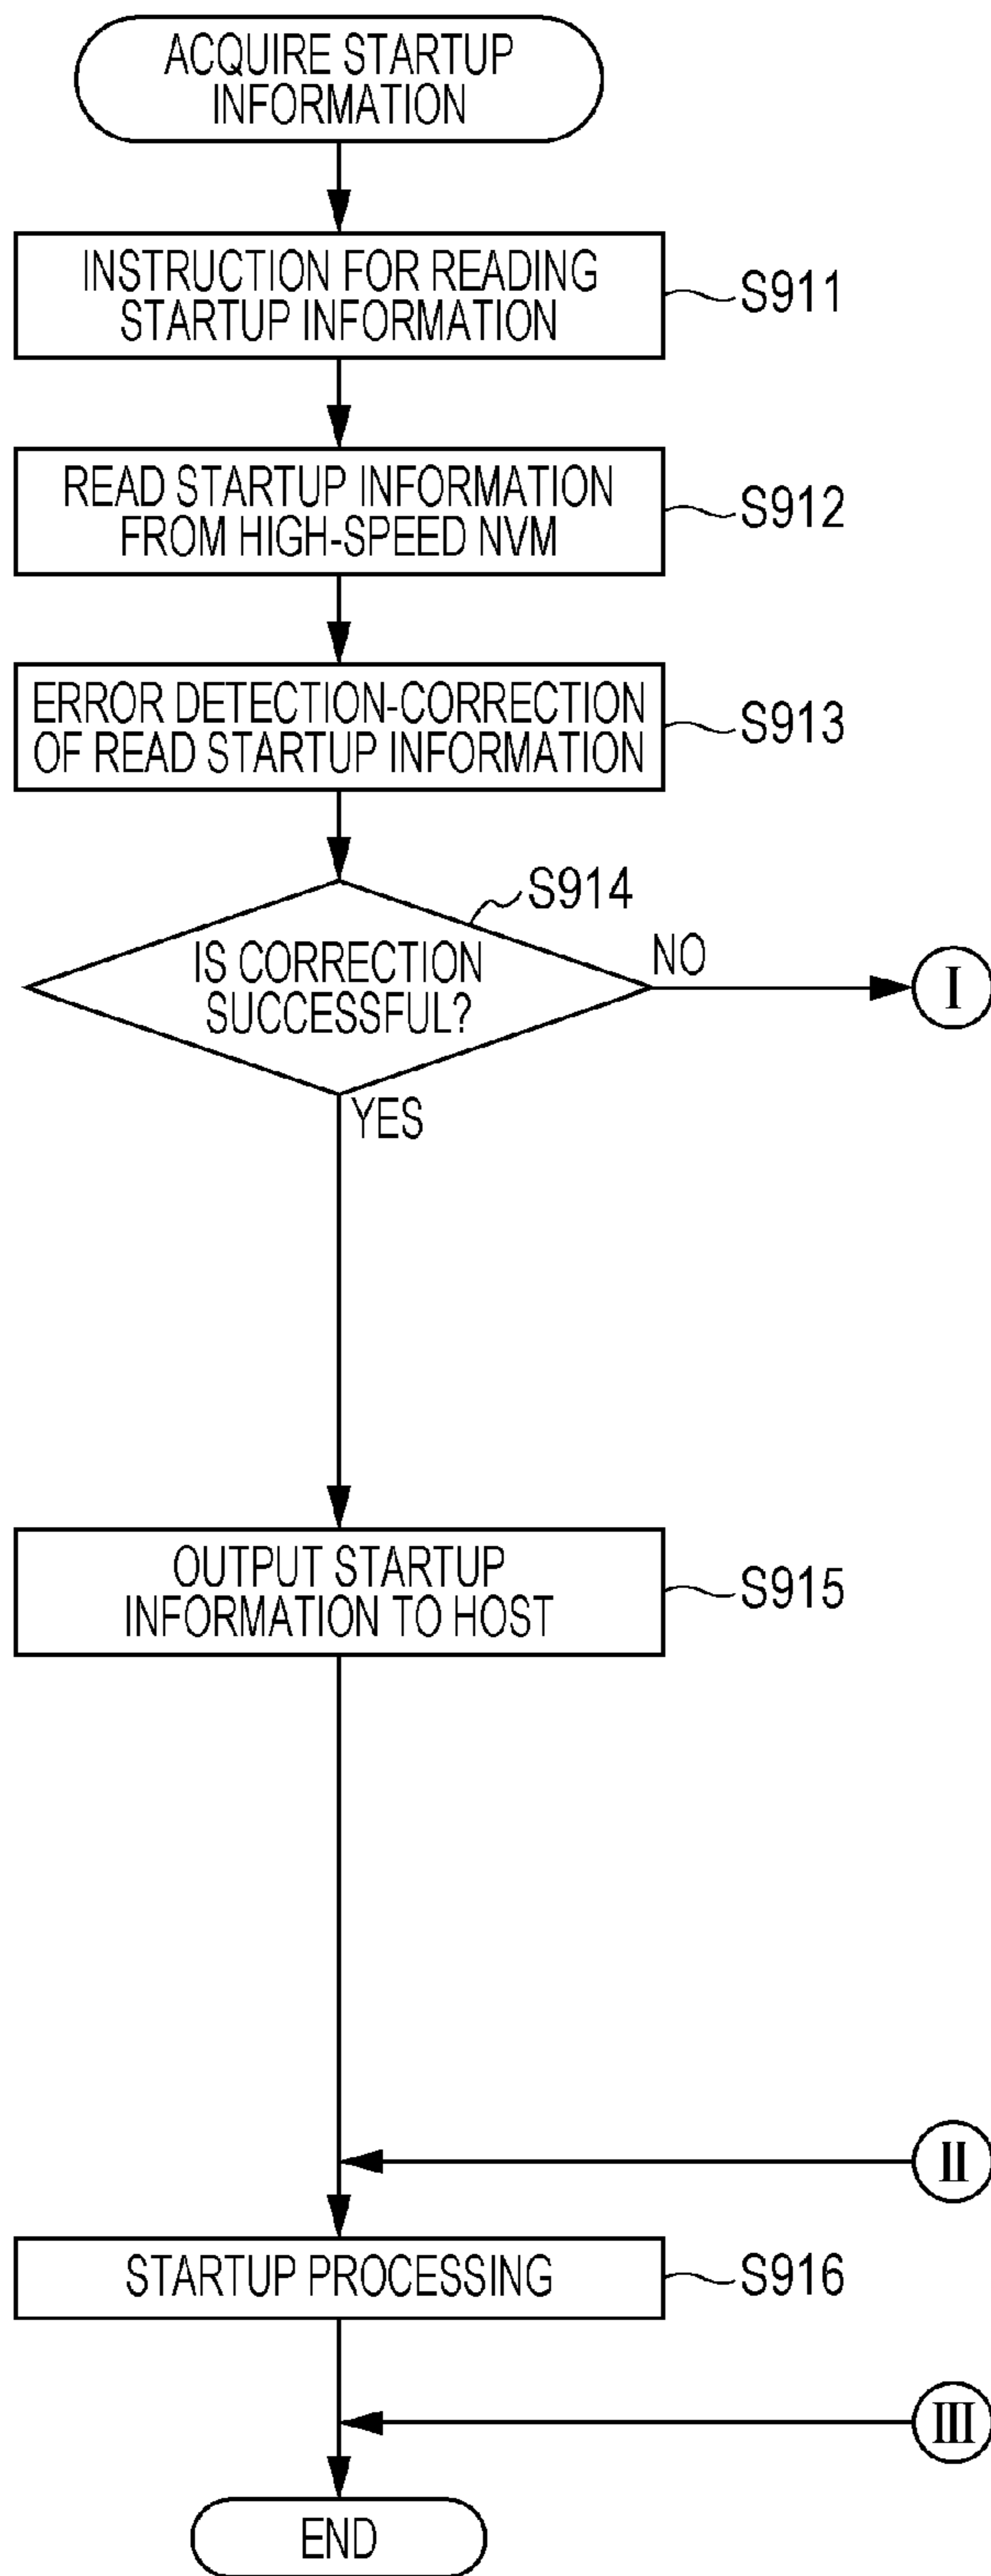 ACQUIRE STARTUP
INFORMATION
INSTRUCTION FOR READING
STARTUP INFORMATION
S911
READ STARTUP INFORMATION
FROM HIGH-SPEED NVM
S912
ERROR DETECTION-CORRECTION
OF READ STARTUP INFORMATION
S913
S914
IS CORRECTION
SUCCESSFUL?
NO
I
YES
OUTPUT STARTUP
INFORMATION TO HOST
S915
II
STARTUP PROCESSING
S916
III
END